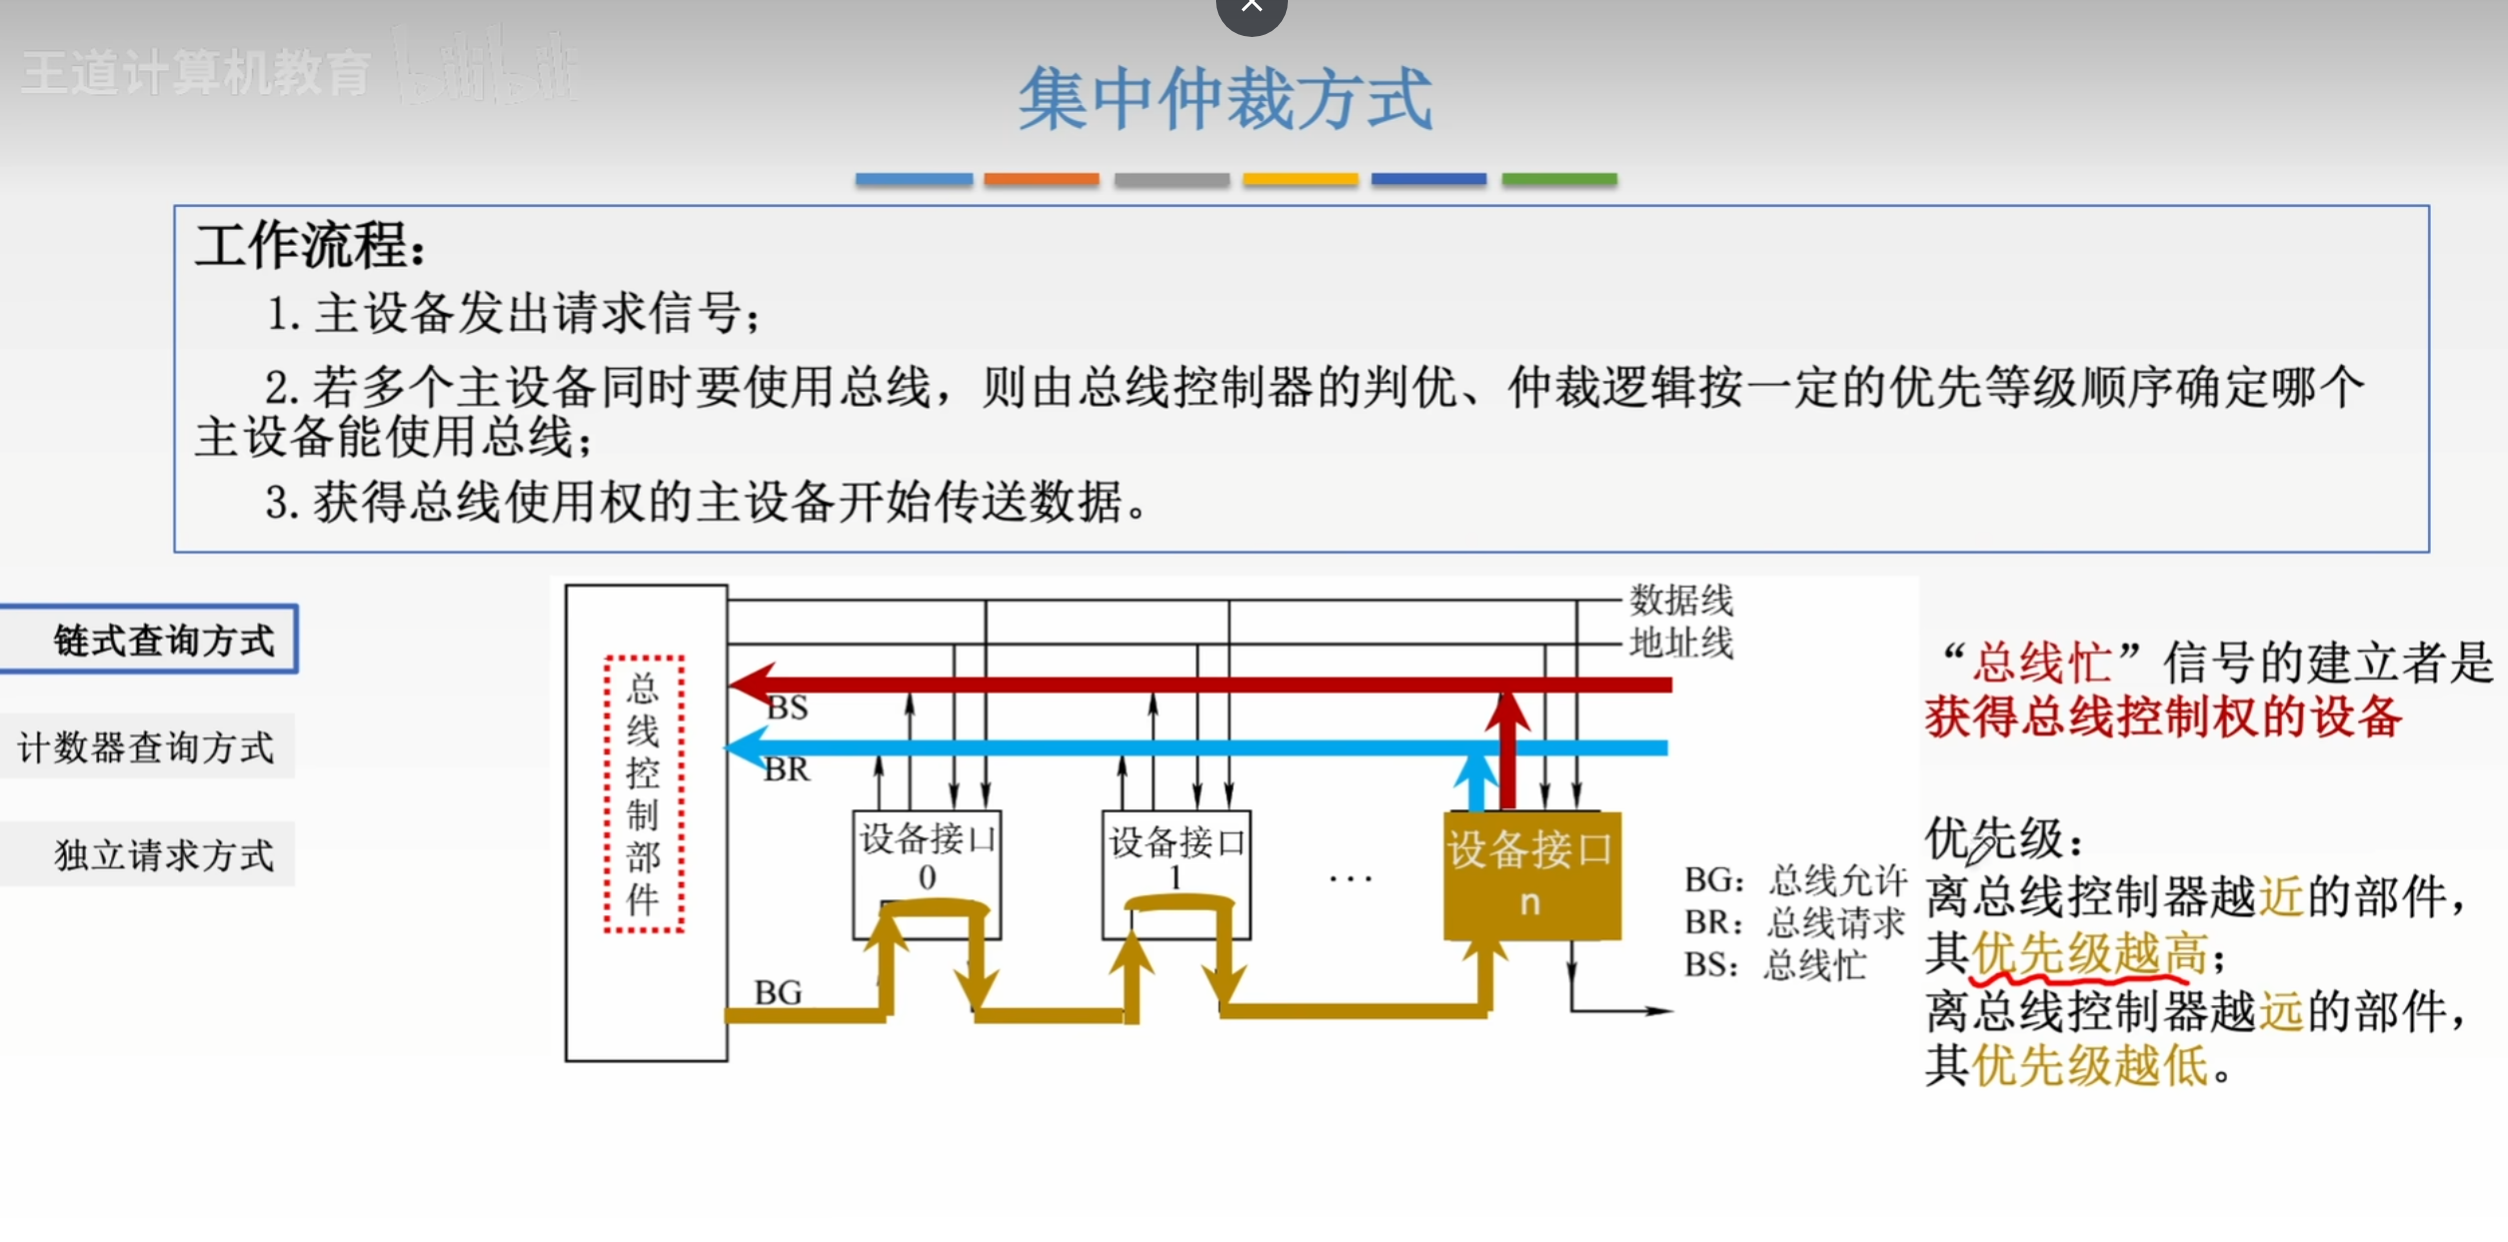 王道计算机教育 bilibili
集中仲裁方式
工作流程：
1.主设备发出请求信号；
2.若多个主设备同时要使用总线，则由总线控制器的判优、仲裁逻辑按一定的优先等级顺序确定哪个
主设备能使用总线；
3.获得总线使用权的主设备开始传送数据。
链式查询方式
计数器查询方式
独立请求方式
总
线
控
制
部
件
数据线
地址线
BS
BR
设备接口
0
设备接口
1
...
设备接口
n
BG
BG：总线允许
BR：总线请求
BS：总线忙
“总线忙”信号的建立者是
获得总线控制权的设备
优先级：
离总线控制器越近的部件，
其优先级越高；
离总线控制器越远的部件，
其优先级越低。